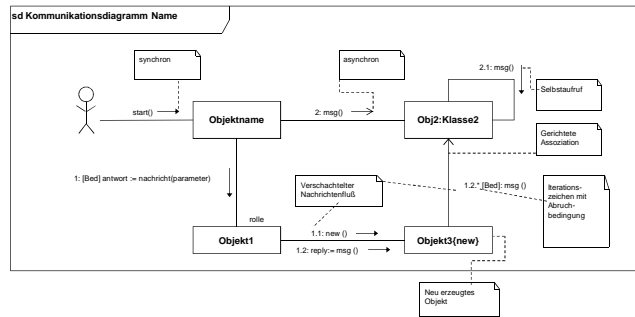 sd Kommunikationsdiagramm Name
synchron
asynchron
2.1: msg()
Selbstaufruf
start()
Objektname
2: msg()
Obj2:Klasse2
Gerichtete
Assoziation
1: [Bed] antwort := nachricht(parameter)
Verschachtelter
Nachrichtenfluß
1.2.*.[Bed]: msg ()
Iterations-
zeichen mit
Abruch-
bedingung
rolle
Objekt1
1.1: new ()
1.2: reply:= msg ()
Objekt3{new}
Neu erzeugtes
Objekt